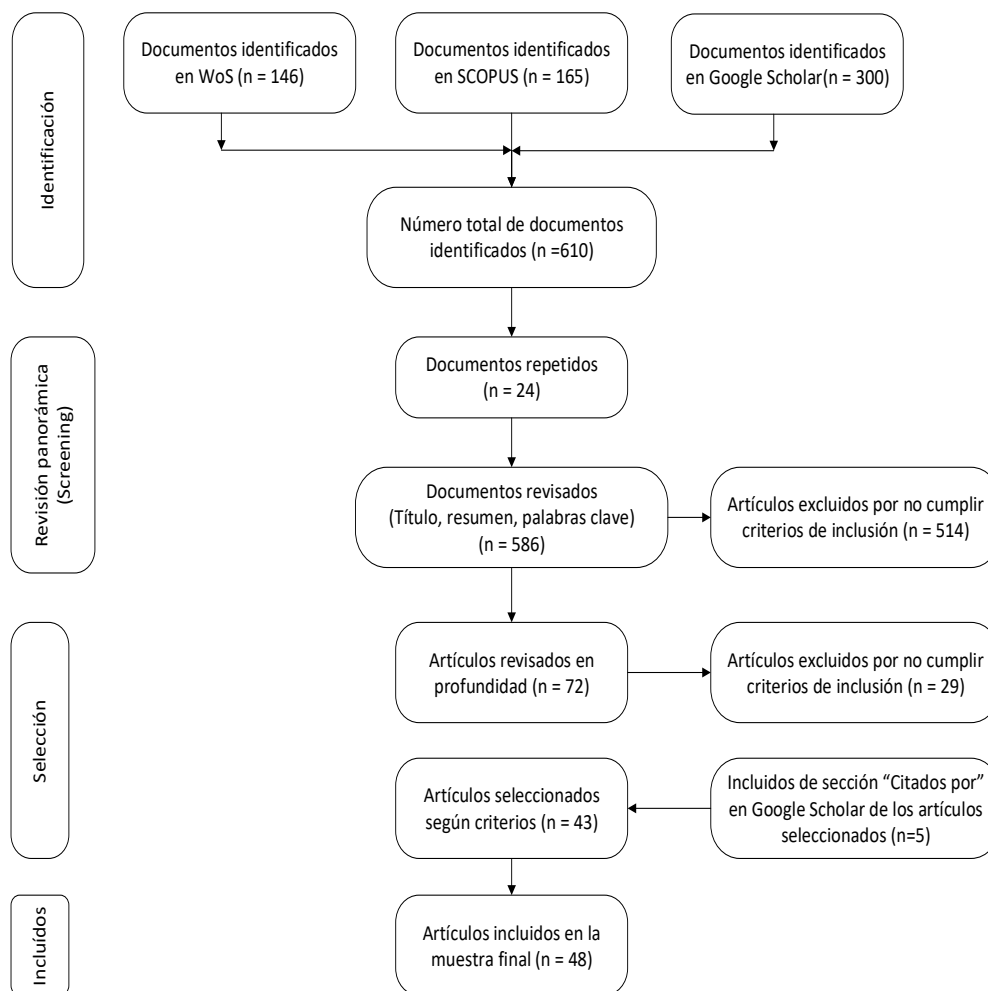 Identificación
Documentos identificados
en WoS (n = 146)
Documentos identificados
en SCOPUS (n = 165)
Documentos identificados
en Google Scholar(n = 300)
Número total de documentos
identificados (n =610)
Revisión panorámica
(Screening)
Documentos repetidos
(n = 24)
Documentos revisados
(Título, resumen, palabras clave)
(n = 586)
Artículos excluidos por no cumplir
criterios de inclusión (n = 514)
Selección
Artículos revisados en
profundidad (n = 72)
Artículos excluidos por no cumplir
criterios de inclusión (n = 29)
Artículos seleccionados
según criterios (n = 43)
Incluidos de sección “Citados por”
en Google Scholar de los artículos
seleccionados (n=5)
Incluídos
Artículos incluidos en la
muestra final (n = 48)